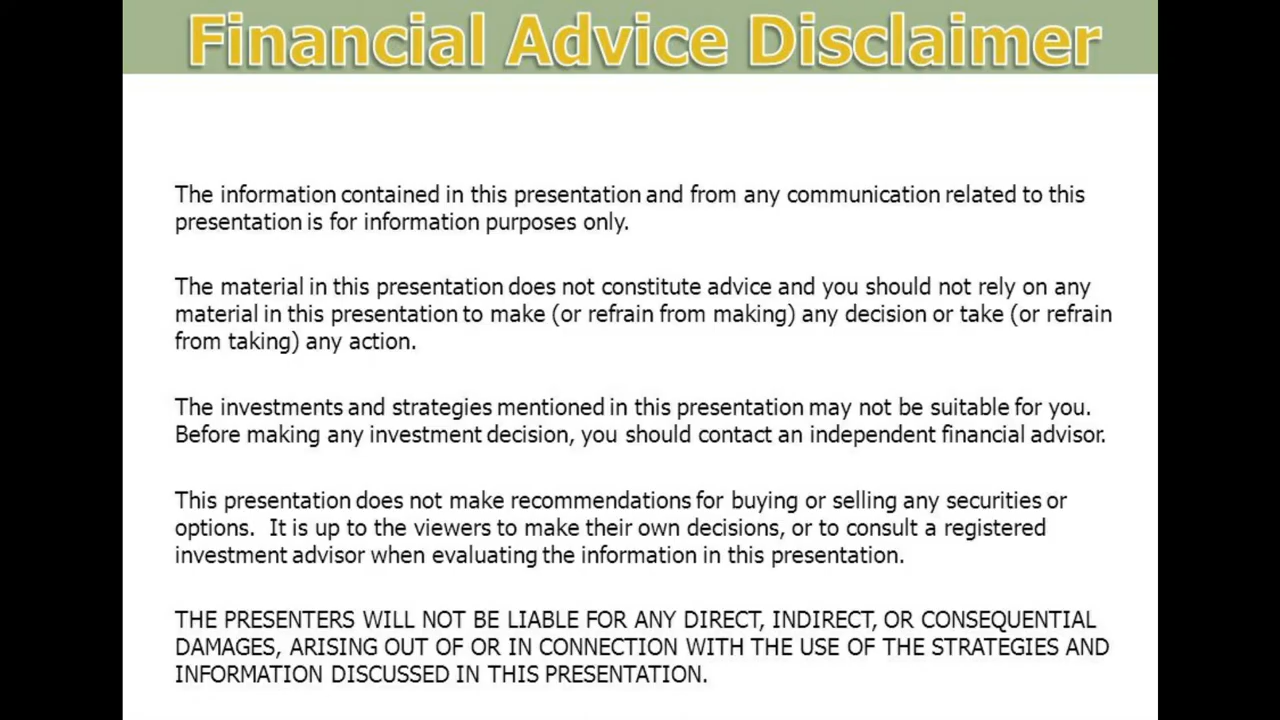 Financial Advice Disclaimer
The information contained in this presentation and from any communication related to this
presentation is for information purposes only.
The material in this presentation does not constitute advice and you should not rely on any
material in this presentation to make (or refrain from making) any decision or take (or refrain
from taking) any action.
The investments and strategies mentioned in this presentation may not be suitable for you.
Before making any investment decision, you should contact an independent financial advisor.
This presentation does not make recommendations for buying or selling any securities or
options.  It is up to the viewers to make their own decisions, or to consult a registered
investment advisor when evaluating the information in this presentation.
THE PRESENTERS WILL NOT BE LIABLE FOR ANY DIRECT, INDIRECT, OR CONSEQUENTIAL
DAMAGES, ARISING OUT OF OR IN CONNECTION WITH THE USE OF THE STRATEGIES AND
INFORMATION DISCUSSED IN THIS PRESENTATION.